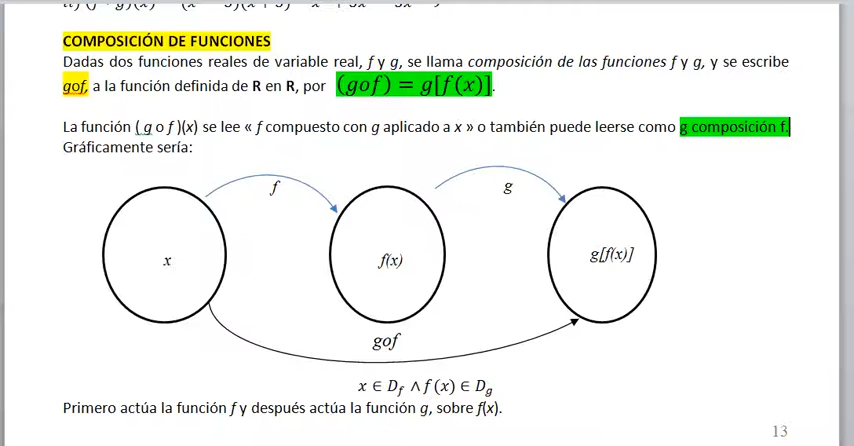 COMPOSICIÓN DE FUNCIONES
Dadas dos funciones reales de variable real, f y g, se llama composición de las funciones f y g, y se escribe
gof, a la función definida de R en R, por (gof) = g[f(x)].
La función ( g o f )(x) se lee « f compuesto con g aplicado a x » o también puede leerse como g composición f.
Gráficamente sería:
f
g
x
f(x)
g[f(x)]
gof
x ∈ D_f ∧ f(x) ∈ D_g
Primero actúa la función f y después actúa la función g, sobre f(x).
13